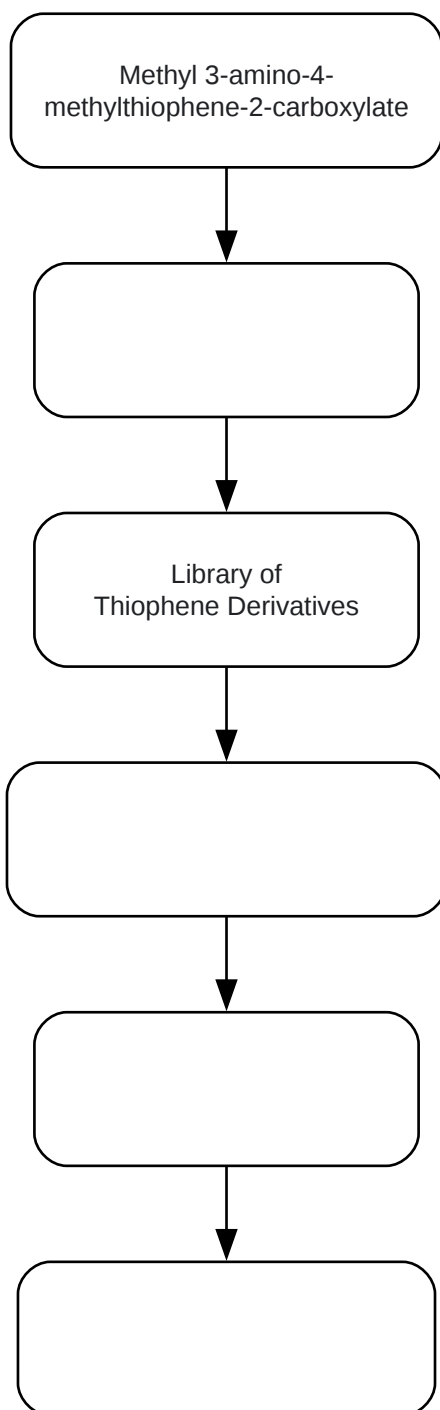 Methyl 3-amino-4-
methylthiophene-2-carboxylate
Library of
Thiophene Derivatives